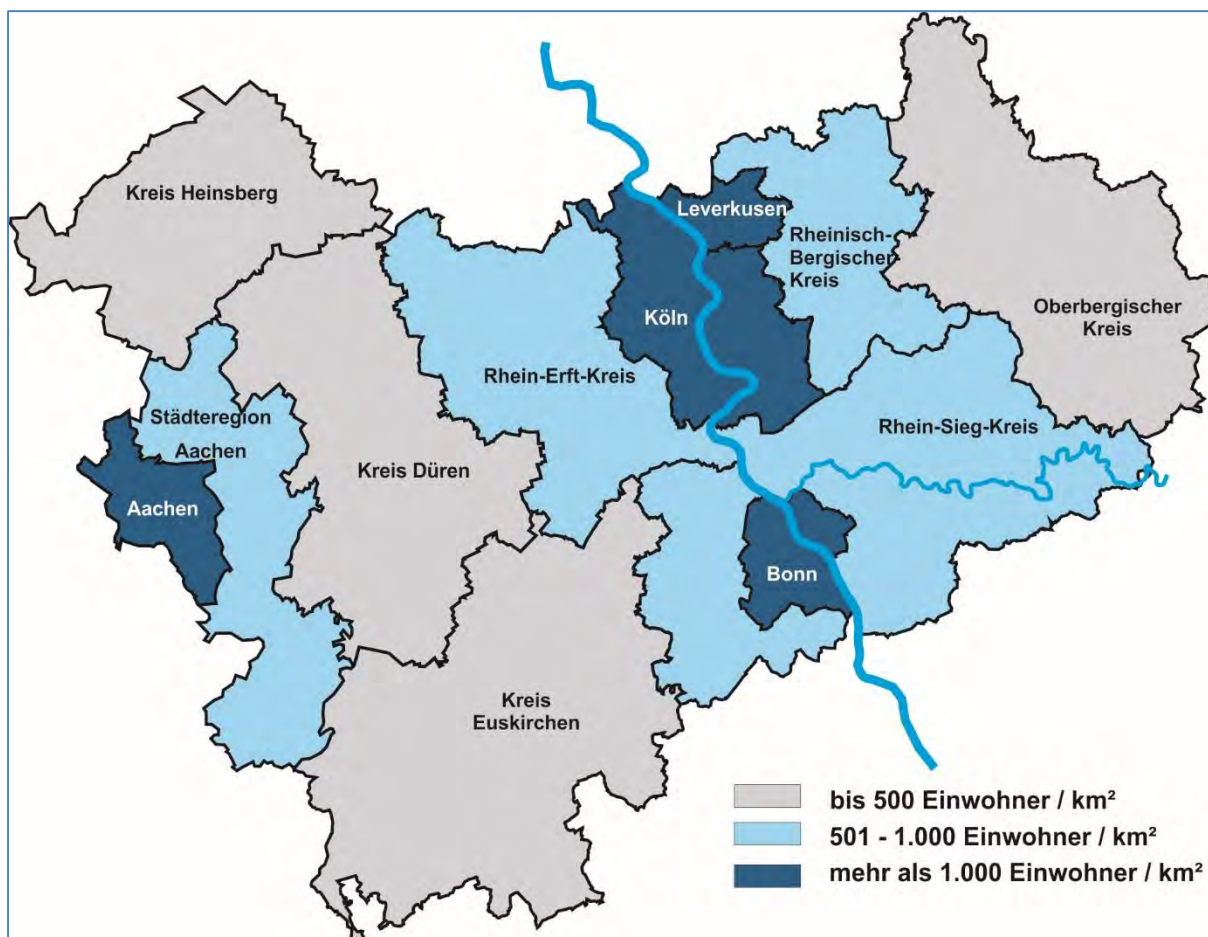 Kreis Heinsberg
Leverkusen
Rheinisch-
Bergischer
Kreis
Oberbergischer
Kreis
Köln
Rhein-Erft-Kreis
Städteregion
Aachen
Rhein-Sieg-Kreis
Kreis Düren
Aachen
Bonn
Kreis
Euskirchen
bis 500 Einwohner / km²
501 - 1.000 Einwohner / km²
mehr als 1.000 Einwohner / km²